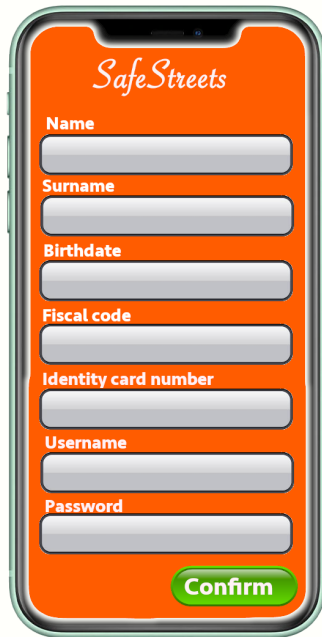 SafeStreets
Name
Surname
Birthdate
Fiscal code
Identity card number
Username
Password
Confirm